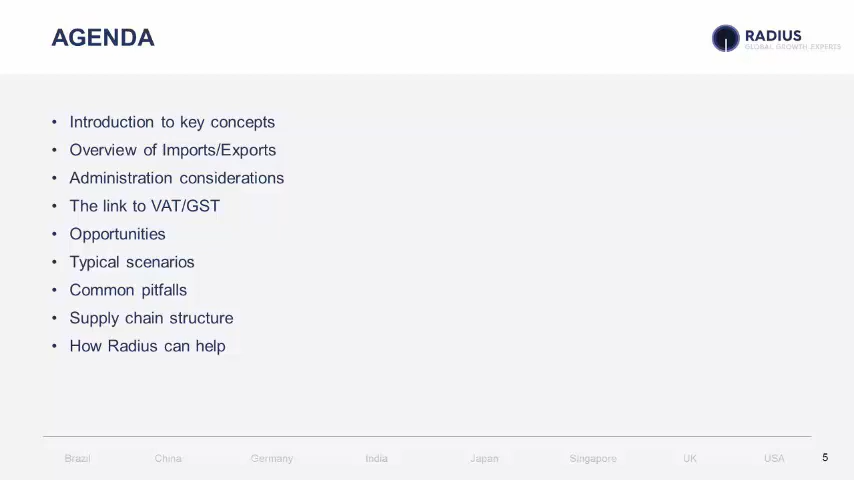 AGENDA
RADIUS
GLOBAL GROWTH EXPERTS
• Introduction to key concepts
• Overview of Imports/Exports
• Administration considerations
• The link to VAT/GST
• Opportunities
• Typical scenarios
• Common pitfalls
• Supply chain structure
• How Radius can help
Brazil China Germany India Japan Singapore UK USA 5